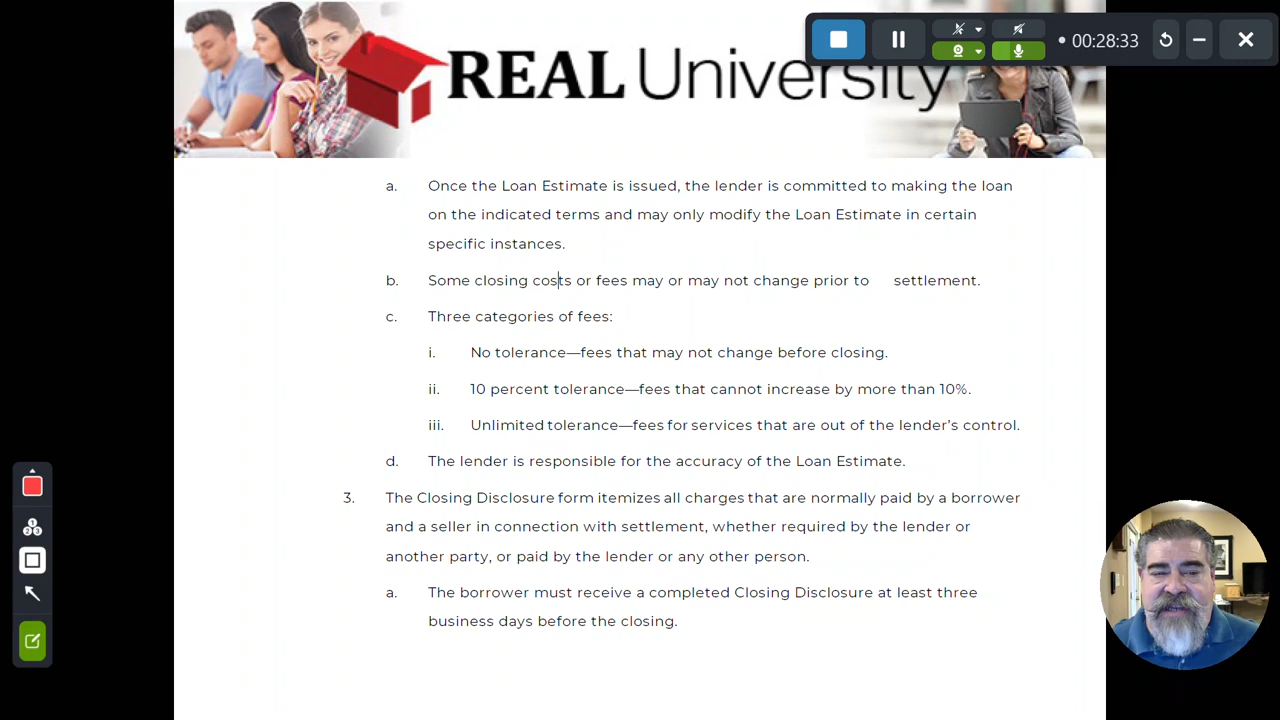 REAL University
00:28:33
a. Once the Loan Estimate is issued, the lender is committed to making the loan
on the indicated terms and may only modify the Loan Estimate in certain
specific instances.
b. Some closing costs or fees may or may not change prior to settlement.
c. Three categories of fees:
i. No tolerance—fees that may not change before closing.
ii. 10 percent tolerance—fees that cannot increase by more than 10%.
iii. Unlimited tolerance—fees for services that are out of the lender's control.
d. The lender is responsible for the accuracy of the Loan Estimate.
3. The Closing Disclosure form itemizes all charges that are normally paid by a borrower
and a seller in connection with settlement, whether required by the lender or
another party, or paid by the lender or any other person.
a. The borrower must receive a completed Closing Disclosure at least three
business days before the closing.